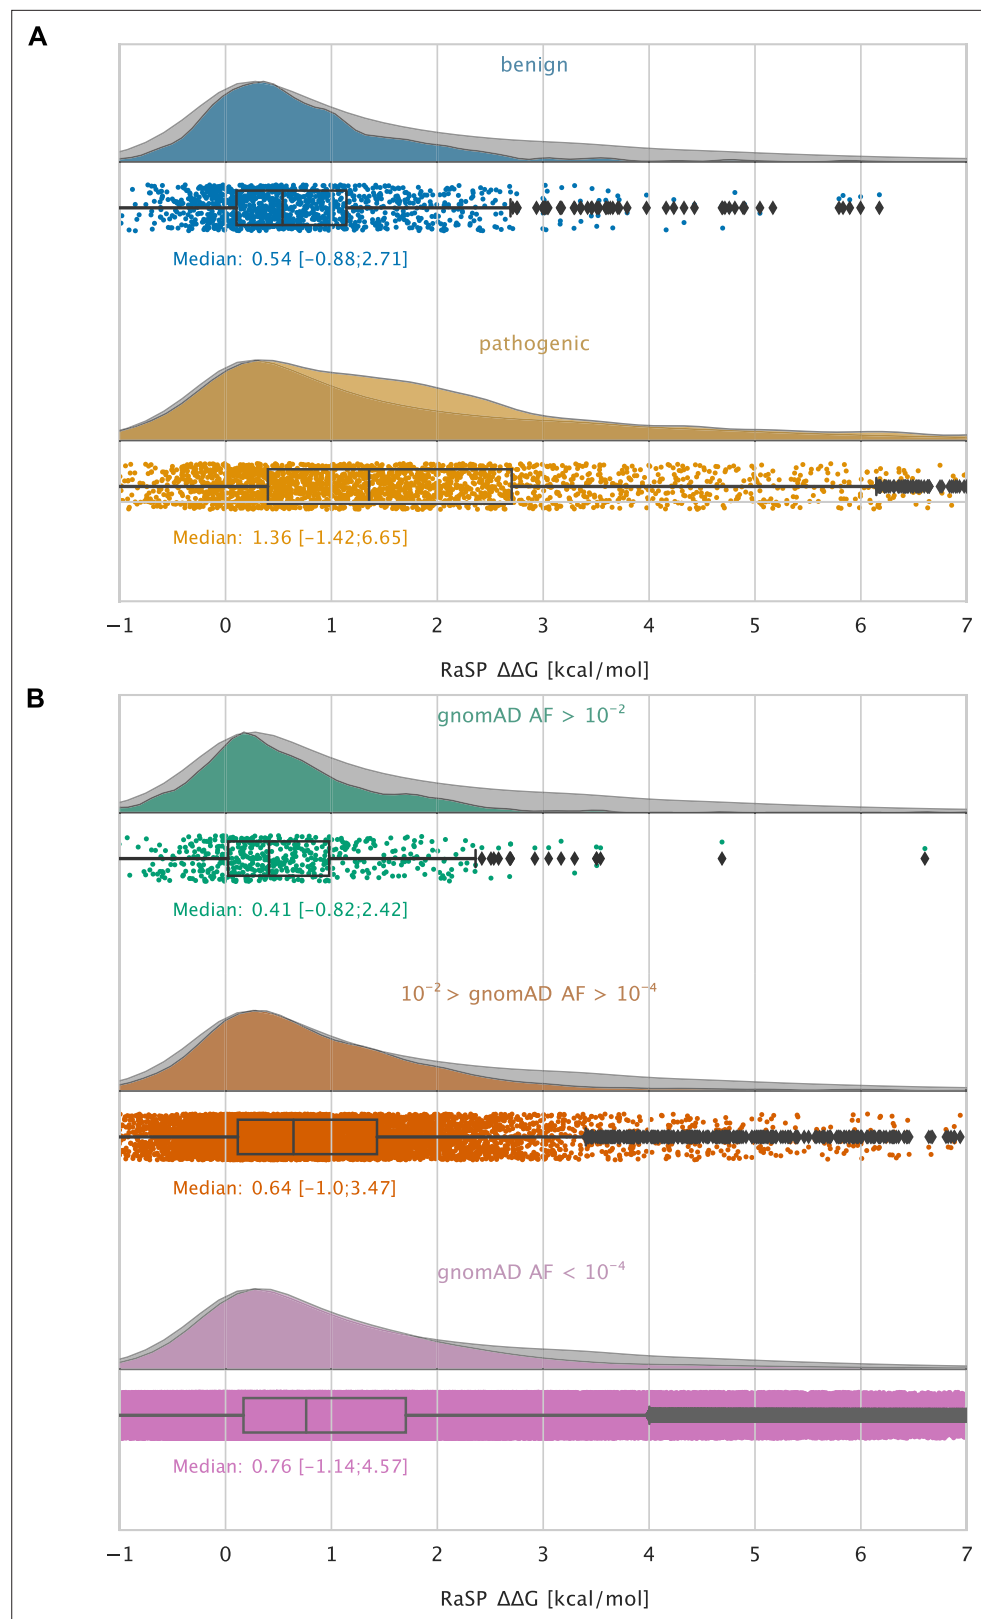 A
benign
Median: 0.54 [−0.88;2.71]
pathogenic
Median: 1.36 [−1.42;6.65]
−1 0 1 2 3 4 5 6 7
RaSP ΔΔG [kcal/mol]
B
gnomAD AF > 10⁻²
Median: 0.41 [−0.82;2.42]
10⁻² > gnomAD AF > 10⁻⁴
Median: 0.64 [−1.0;3.47]
gnomAD AF < 10⁻⁴
Median: 0.76 [−1.14;4.57]
−1 0 1 2 3 4 5 6 7
RaSP ΔΔG [kcal/mol]